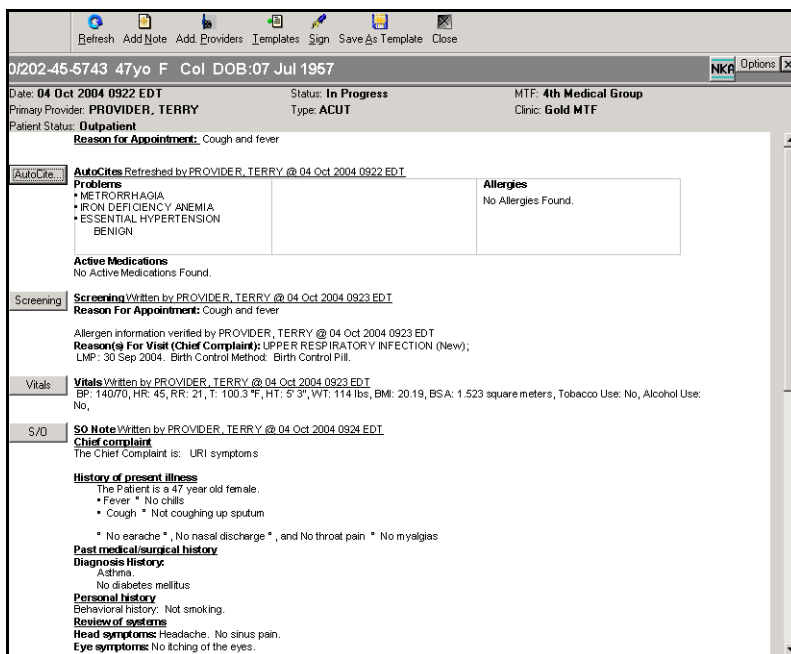 Refresh Add Note Add. Providers Templates Sign Save As Template Close
0/202-45-5743 47yo F Col DOB:07 Jul 1957 NKA Options
Date: 04 Oct 2004 0922 EDT Status: In Progress MTF: 4th Medical Group
Primary Provider: PROVIDER, TERRY Type: ACUT Clinic: Gold MTF
Patient Status: Outpatient
Reason for Appointment: Cough and fever
AutoCite... AutoCites Refreshed by PROVIDER, TERRY @ 04 Oct 2004 0922 EDT
Problems Allergies
• METRORRHAGIA No Allergies Found.
• IRON DEFICIENCY ANEMIA
• ESSENTIAL HYPERTENSION
BENIGN
Active Medications
No Active Medications Found.
Screening Screening Written by PROVIDER, TERRY @ 04 Oct 2004 0923 EDT
Reason For Appointment: Cough and fever
Allergen information verified by PROVIDER, TERRY @ 04 Oct 2004 0923 EDT
Reason(s) For Visit (Chief Complaint): UPPER RESPIRATORY INFECTION (New);
LMP: 30 Sep 2004. Birth Control Method: Birth Control Pill.
Vitals Vitals Written by PROVIDER, TERRY @ 04 Oct 2004 0923 EDT
BP: 140/70, HR: 45, RR: 21, T: 100.3 °F, HT: 5' 3", WT: 114 lbs, BMI: 20.19, BSA: 1.523 square meters, Tobacco Use: No, Alcohol Use:
No,
S/O SO Note Written by PROVIDER, TERRY @ 04 Oct 2004 0924 EDT
Chief complaint
The Chief Complaint is: URI symptoms
History of present illness
The Patient is a 47 year old female.
• Fever ° No chills
• Cough ° Not coughing up sputum
° No earache ° , No nasal discharge ° , and No throat pain ° No myalgias
Past medical/surgical history
Diagnosis History:
Asthma.
No diabetes mellitus
Personal history
Behavioral history: Not smoking.
Review of systems
Head symptoms: Headache. No sinus pain.
Eye symptoms: No itching of the eyes.